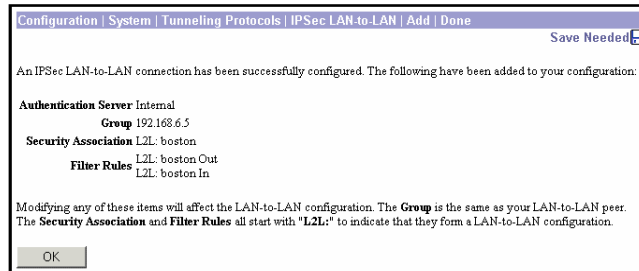 Configuration | System | Tunneling Protocols | IPSec LAN-to-LAN | Add | Done
Save Needed
An IPSec LAN-to-LAN connection has been successfully configured. The following have been added to your configuration:
Authentication Server Internal
Group 192.168.6.5
Security Association L2L: boston
Filter Rules L2L: boston Out
L2L: boston In
Modifying any of these items will affect the LAN-to-LAN configuration. The Group is the same as your LAN-to-LAN peer.
The Security Association and Filter Rules all start with "L2L:" to indicate that they form a LAN-to-LAN configuration.
OK